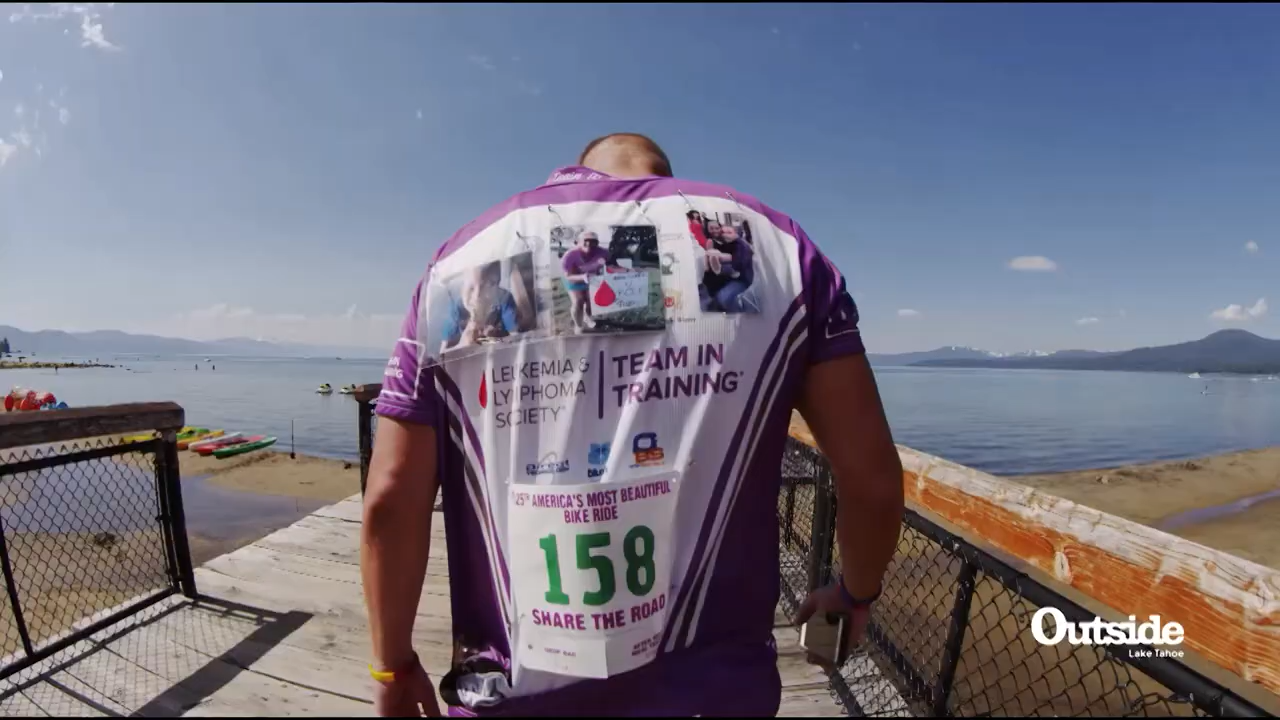 LEUKEMIA &
LYMPHOMA
SOCIETY
TEAM IN
TRAINING
25th AMERICA'S MOST BEAUTIFUL
BIKE RIDE
158
SHARE THE ROAD
Outside
Lake Tahoe